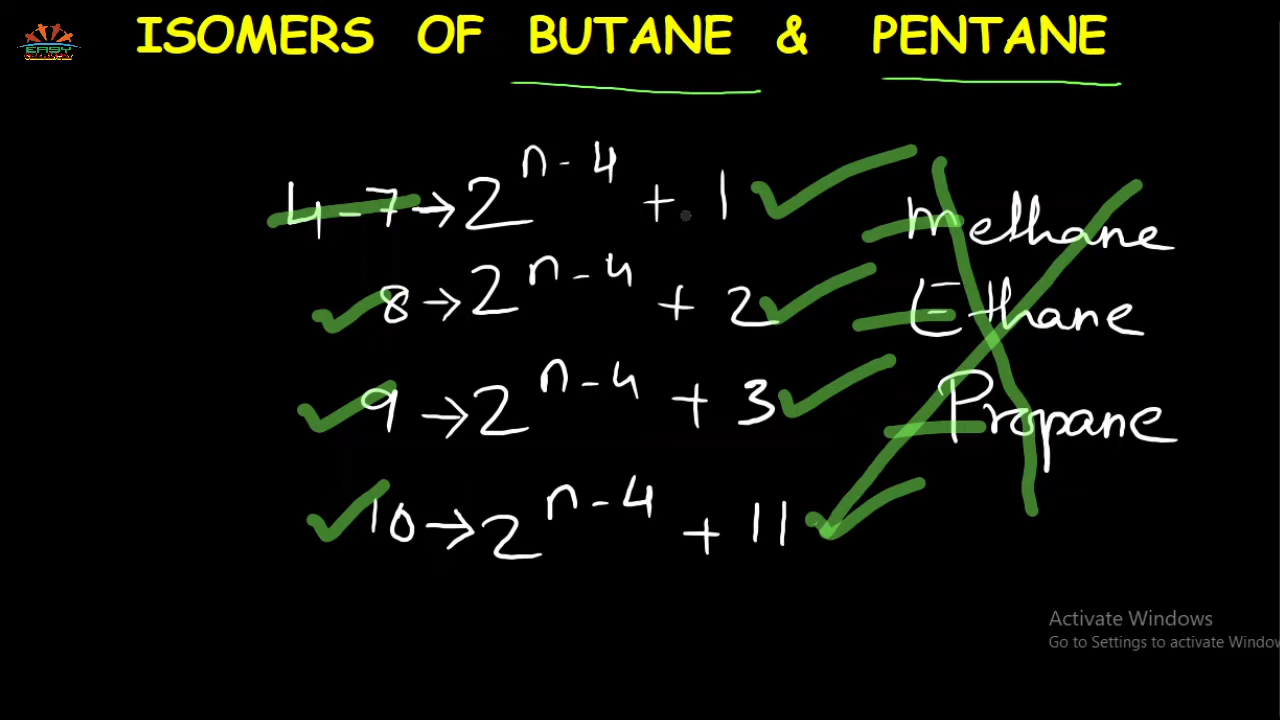 ISOMERS OF BUTANE & PENTANE
EASY
4-7 → 2^{n-4} + 1
Methane
8 → 2^{n-4} + 2
Ethane
9 → 2^{n-4} + 3
Propane
10 → 2^{n-4} + 11
Activate Windows
Go to Settings to activate Window